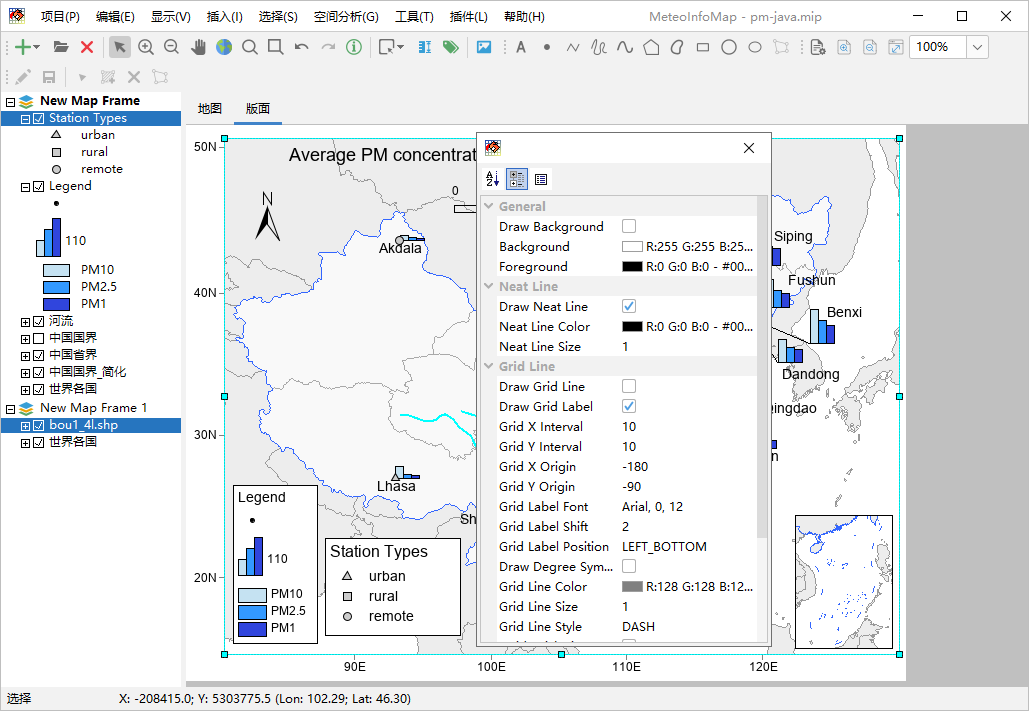 MeteoInfoMap - pm-java.mip
项目(P) 编辑(E) 显示(V) 插入(I) 选择(S) 空间分析(G) 工具(T) 插件(L) 帮助(H)
100%
New Map Frame
Station Types
urban
rural
remote
Legend
110
PM10
PM2.5
PM1
河流
中国国界
中国省界
中国国界_简化
世界各国
New Map Frame 1
bou1_4l.shp
世界各国
地图 版面
50N
40N
30N
20N
90E
100E
110E
120E
Average PM concentrat
N
0
Akdala
Lhasa
Sh
Siping
Fushun
Benxi
Dandong
ingdao
n
Legend
110
PM10
PM2.5
PM1
Station Types
urban
rural
remote
General
Draw Background
Background R:255 G:255 B:25...
Foreground R:0 G:0 B:0 - #00...
Neat Line
Draw Neat Line
Neat Line Color R:0 G:0 B:0 - #00...
Neat Line Size 1
Grid Line
Draw Grid Line
Draw Grid Label
Grid X Interval 10
Grid Y Interval 10
Grid X Origin -180
Grid Y Origin -90
Grid Label Font Arial, 0, 12
Grid Label Shift 2
Grid Label Position LEFT_BOTTOM
Draw Degree Sym...
Grid Line Color R:128 G:128 B:12...
Grid Line Size 1
Grid Line Style DASH
选择
X: -208415.0; Y: 5303775.5 (Lon: 102.29; Lat: 46.30)